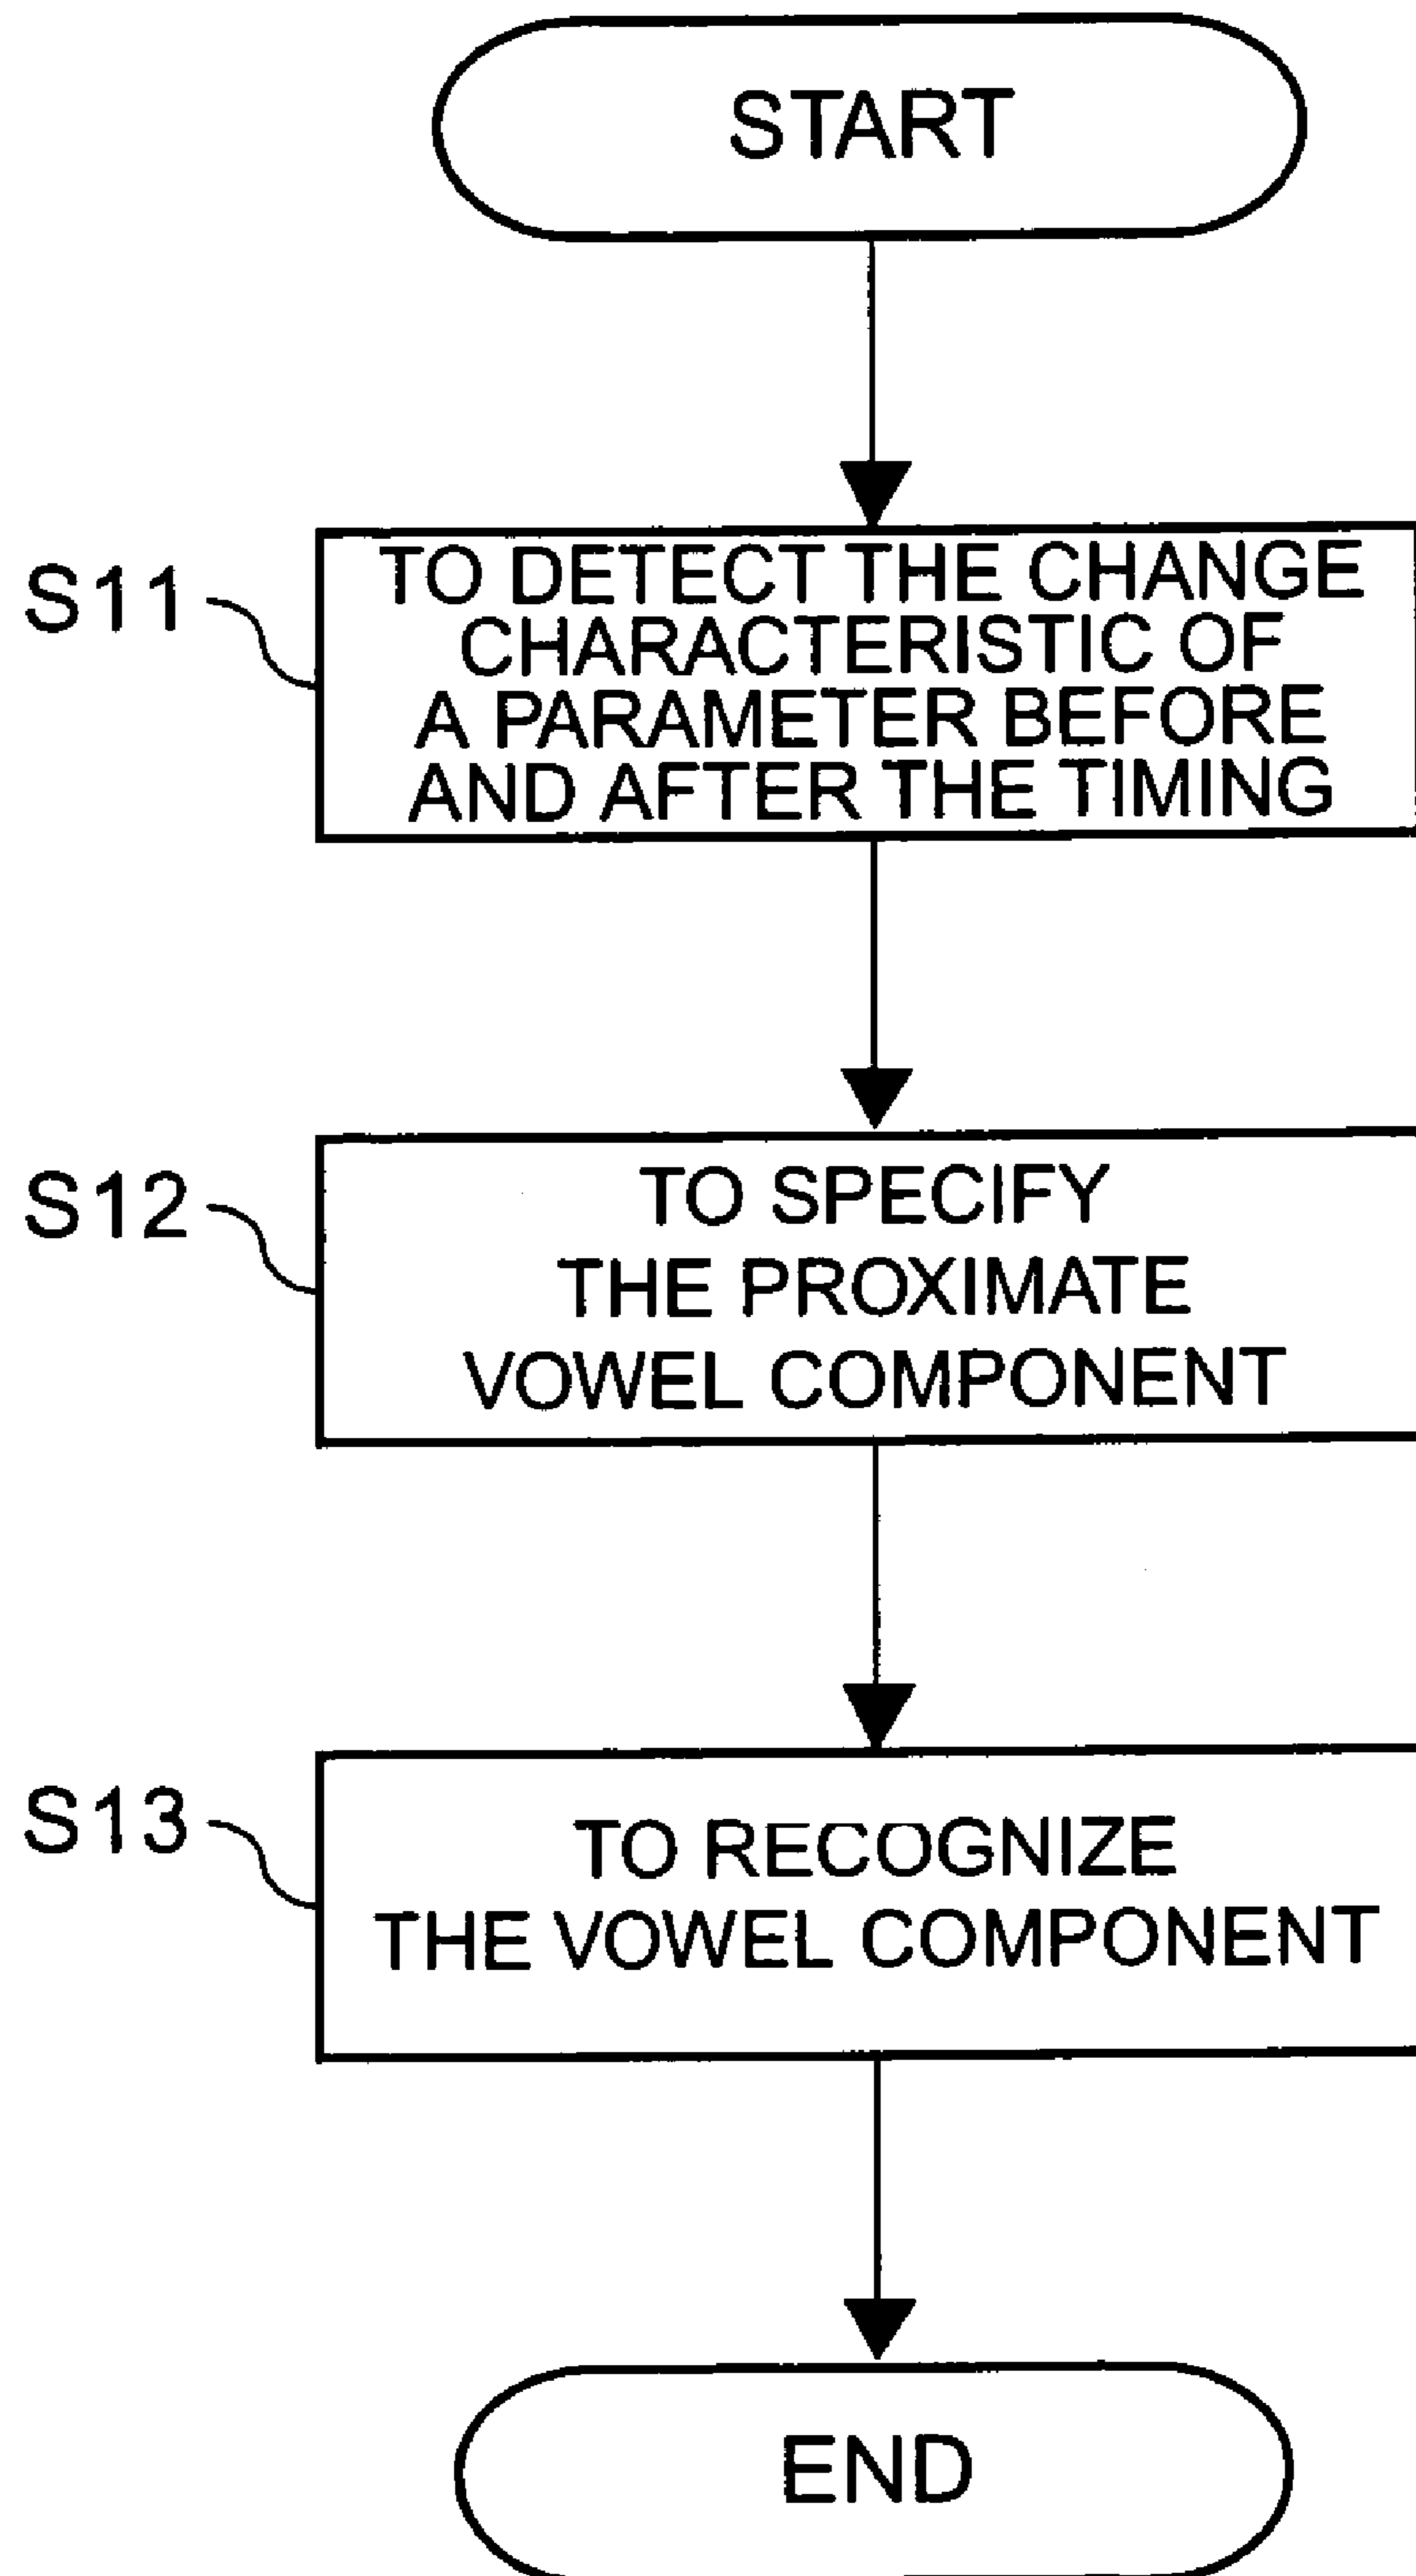 START
S11
TO DETECT THE CHANGE
CHARACTERISTIC OF
A PARAMETER BEFORE
AND AFTER THE TIMING
S12
TO SPECIFY
THE PROXIMATE
VOWEL COMPONENT
S13
TO RECOGNIZE
THE VOWEL COMPONENT
END